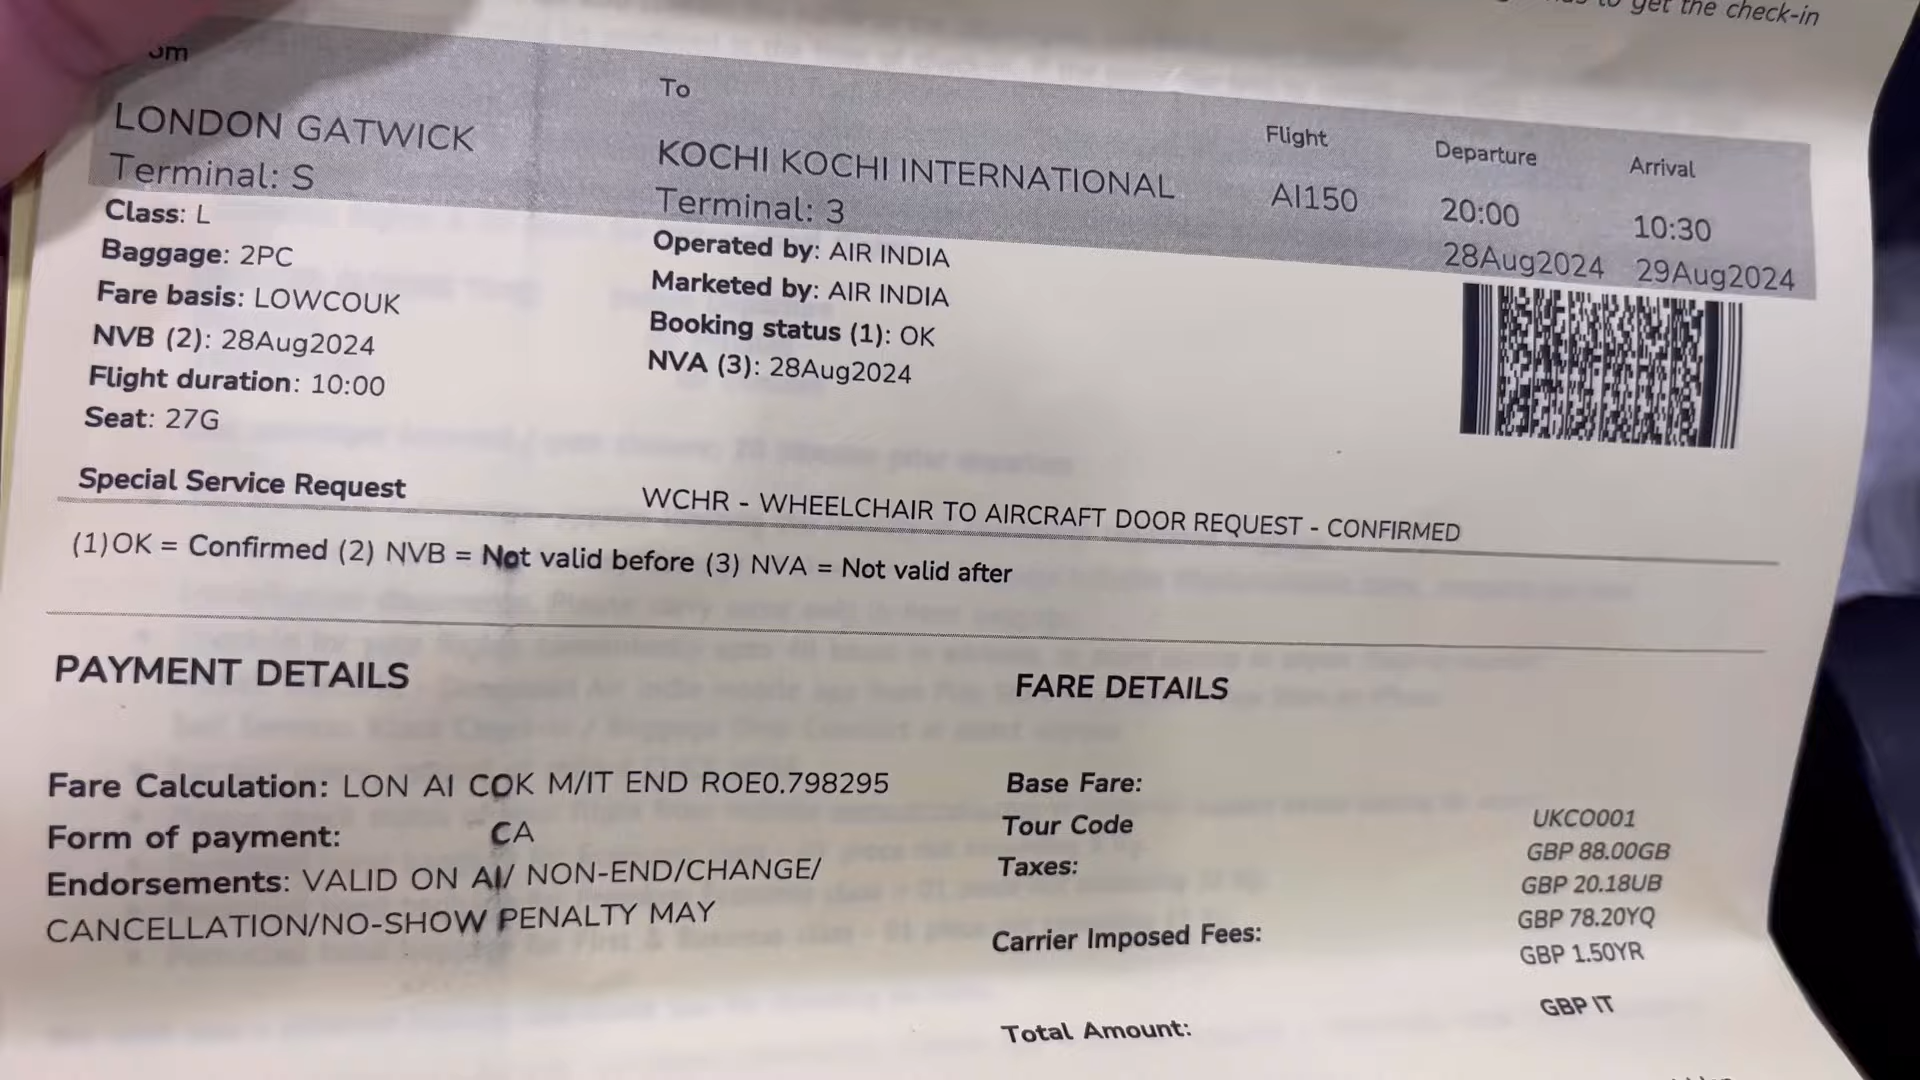 to get the check-in
To
Flight
Departure
Arrival
LONDON GATWICK
KOCHI KOCHI INTERNATIONAL
AI150
20:00
10:30
Terminal: S
Terminal: 3
28Aug2024
29Aug2024
Class: L
Operated by: AIR INDIA
Baggage: 2PC
Marketed by: AIR INDIA
Fare basis: LOWCOUK
Booking status (1): OK
NVB (2): 28Aug2024
NVA (3): 28Aug2024
Flight duration: 10:00
Seat: 27G
Special Service Request
WCHR - WHEELCHAIR TO AIRCRAFT DOOR REQUEST - CONFIRMED
(1)OK = Confirmed (2) NVB = Not valid before (3) NVA = Not valid after
PAYMENT DETAILS
FARE DETAILS
Fare Calculation: LON AI COK M/IT END ROE0.798295
Form of payment: CA
Endorsements: VALID ON AI/ NON-END/CHANGE/
CANCELLATION/NO-SHOW PENALTY MAY
Base Fare:
Tour Code
UKCO001
Taxes:
GBP 88.00GB
GBP 20.18UB
Carrier Imposed Fees:
GBP 78.20YQ
GBP 1.50YR
Total Amount:
GBP IT